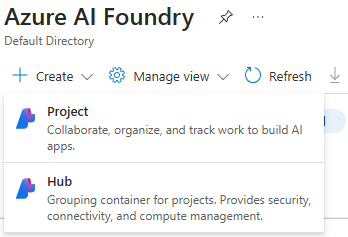 Azure AI Foundry
Default Directory
Create
Manage view
Refresh
Project
Collaborate, organize, and track work to build AI
apps.
Hub
Grouping container for projects. Provides security,
connectivity, and compute management.